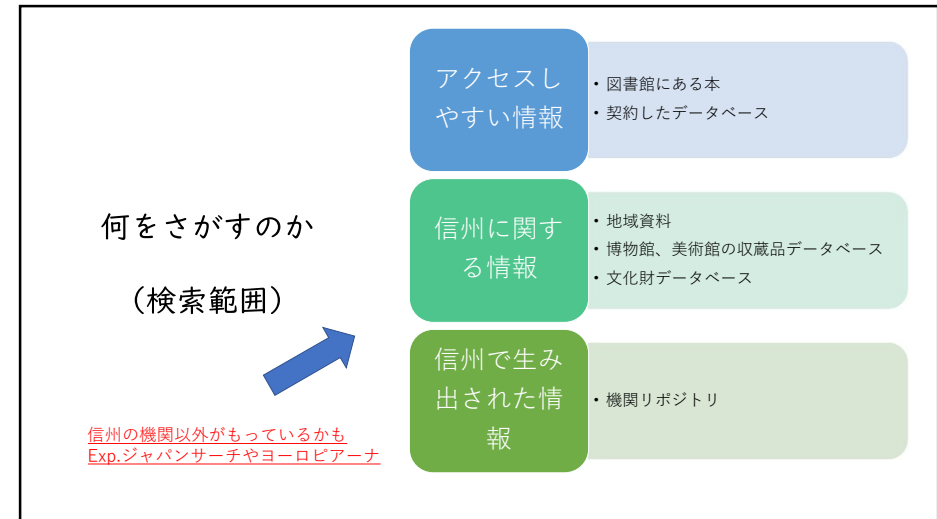 何をさがすのか
（検索範囲）
信州の機関以外がもっているかも
Exp.ジャパンサーチやヨーロピアーナ
アクセスし
やすい情報
・図書館にある本
・契約したデータベース
信州に関す
る情報
・地域資料
・博物館、美術館の収蔵品データベース
・文化財データベース
信州で生み
出された情
報
・機関リポジトリ